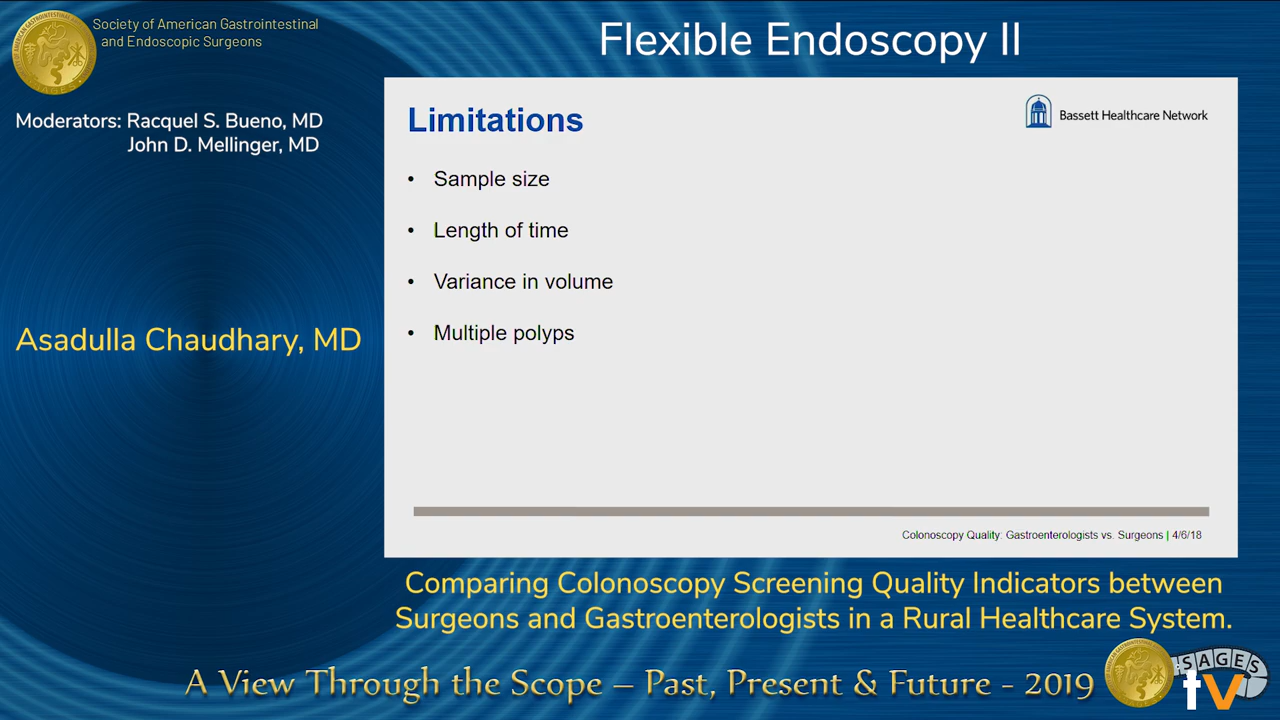 Society of American Gastrointestinal
and Endoscopic Surgeons
Flexible Endoscopy II
Moderators: Racquel S. Bueno, MD
John D. Mellinger, MD
Asadulla Chaudhary, MD
Limitations
Bassett Healthcare Network
• Sample size
• Length of time
• Variance in volume
• Multiple polyps
Colonoscopy Quality: Gastroenterologists vs. Surgeons | 4/6/18
Comparing Colonoscopy Screening Quality Indicators between
Surgeons and Gastroenterologists in a Rural Healthcare System.
A View Through the Scope – Past, Present & Future - 2019
SAGES
tv